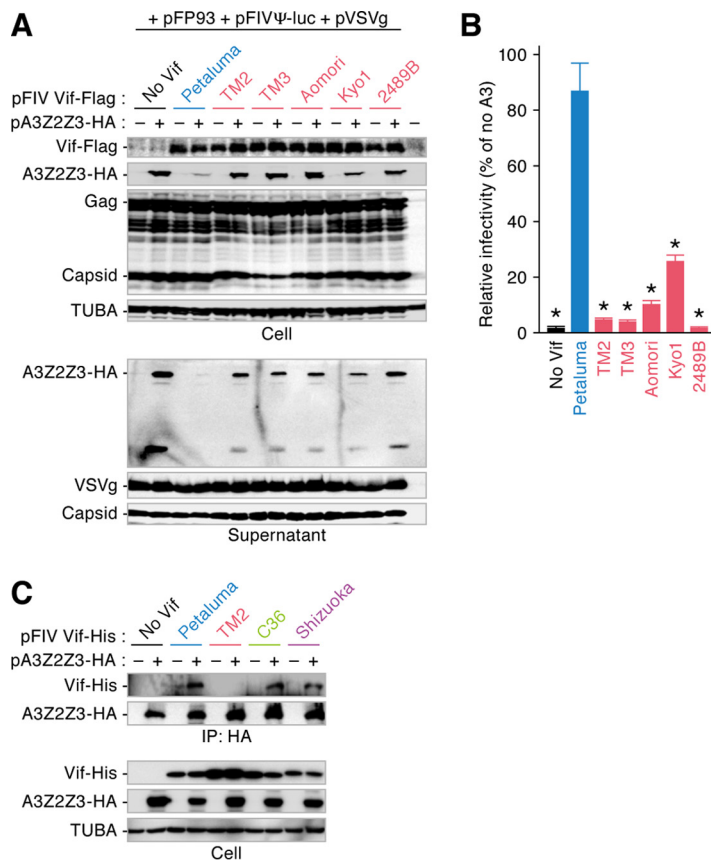 A
+ pFP93 + pFIVΨ-luc + pVSVg
No Vif Petaluma TM2 TM3 Aomori Kyo1 2489B
pFIV Vif-Flag :
pA3Z2Z3-HA : – + – + – + – + – + – + – + –
Vif-Flag
A3Z2Z3-HA
Gag
Capsid
TUBA
Cell
A3Z2Z3-HA
VSVg
Capsid
Supernatant
B
Relative infectivity (% of no A3)
100
80
60
40
20
0
* * * * * *
No Vif Petaluma TM2 TM3 Aomori Kyo1 2489B
C
No Vif Petaluma TM2 C36 Shizuoka
pFIV Vif-His :
pA3Z2Z3-HA : – + – + – + – + – +
Vif-His
A3Z2Z3-HA
IP: HA
Vif-His
A3Z2Z3-HA
TUBA
Cell